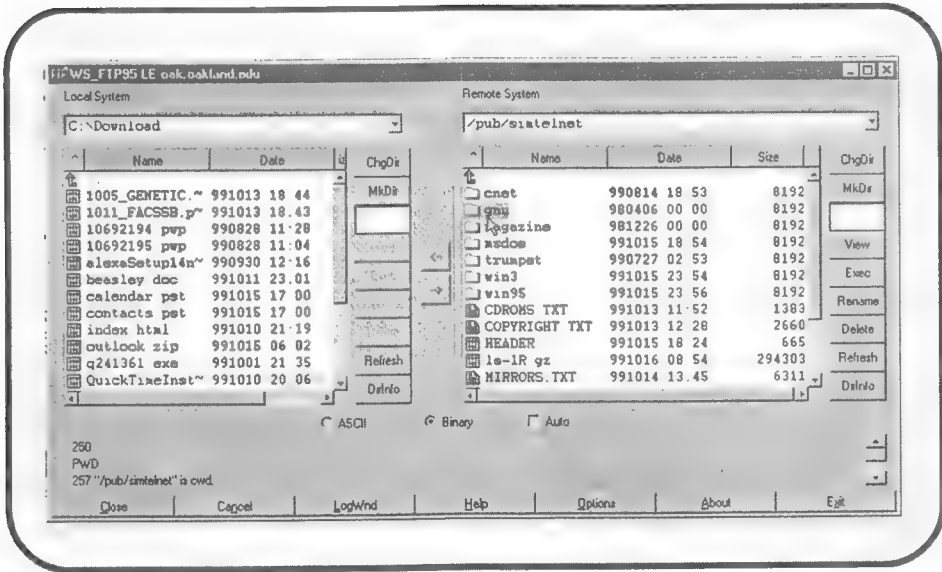 WS_FTP95 LE oak.oakland.edu
Local System
C:\Download
Name Date
ChgDir
MkDir
1005_GENETIC.~ 991013 18 44
1011_FACSSB.p~ 991013 18.43
10692194 pwp 990828 11:28
10692195 pwp 990828 11:04
alexaSetup14n~ 990930 12:16
beasley doc 991011 23.01
calendar pst 991015 17 00
contacts pst 991015 17 00
index html 991010 21:19
outlook zip 991015 06 02
q241361 exe 991001 21 35
QuickTimeInst~ 991010 20 06
Refresh
DirInfo
Remote System
/pub/simtelnet
Name Date Size
cnet 990814 18 53 8192
gnu 980406 00 00 8192
magazine 981226 00 00 8192
msdos 991015 18 54 8192
trumpet 990727 02 53 8192
win3 991015 23 54 8192
win95 991015 23 56 8192
CDROMS TXT 991013 11:52 1383
COPYRIGHT TXT 991013 12 28 2660
HEADER 991015 18 24 665
ls-lR gz 991016 08 54 294303
MIRRORS.TXT 991014 13.45 6311
ChgDir
MkDir
View
Exec
Rename
Delete
Refresh
DirInfo
ASCII Binary Auto
250
PWD
257 "/pub/simtelnet" is cwd.
Close Cancel LogWnd Help Options About Exit